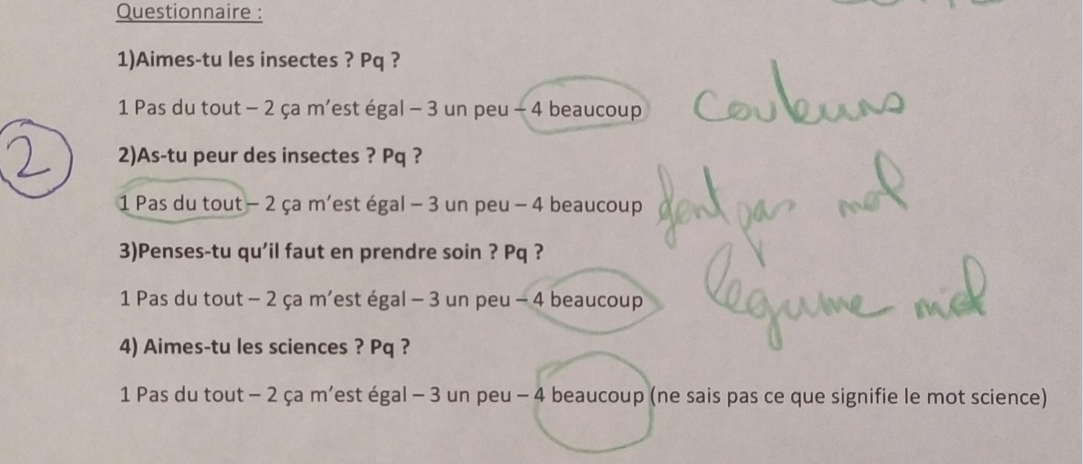 Questionnaire :
1)Aimes-tu les insectes ? Pq ?
1 Pas du tout – 2 ça m'est égal – 3 un peu – 4 beaucoup couleurs
2
2)As-tu peur des insectes ? Pq ?
1 Pas du tout – 2 ça m'est égal – 3 un peu – 4 beaucoup font pas mal
3)Penses-tu qu'il faut en prendre soin ? Pq ?
1 Pas du tout – 2 ça m'est égal – 3 un peu – 4 beaucoup légume miel
4) Aimes-tu les sciences ? Pq ?
1 Pas du tout – 2 ça m'est égal – 3 un peu – 4 beaucoup (ne sais pas ce que signifie le mot science)